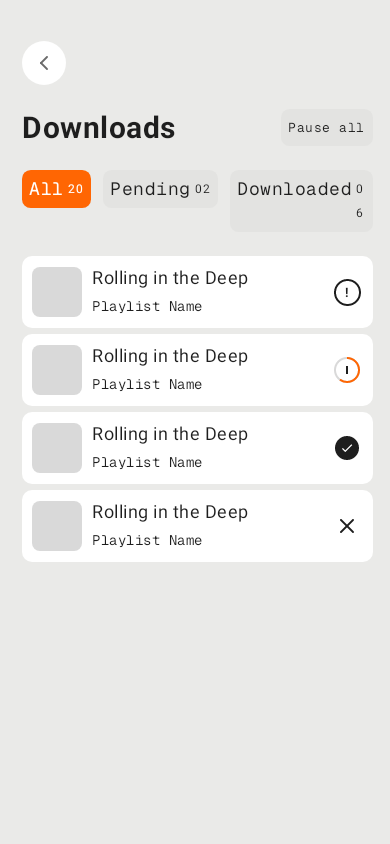 Downloads
Pause all
All 20
Pending 02
Downloaded 0
6
Rolling in the Deep
Playlist Name
!
Rolling in the Deep
Playlist Name
Rolling in the Deep
Playlist Name
Rolling in the Deep
Playlist Name